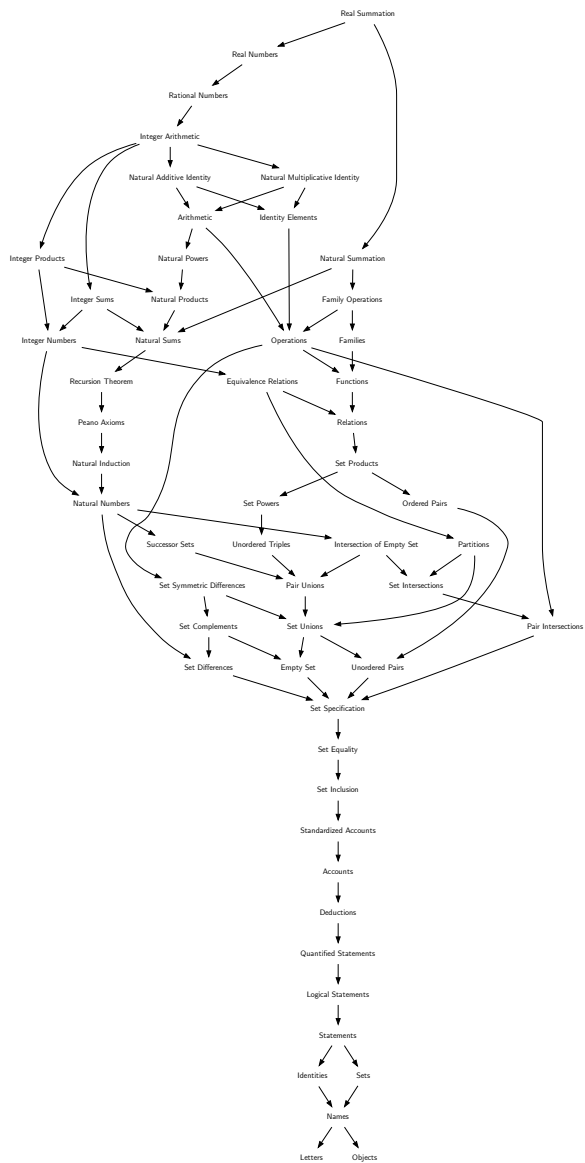 Real Summation
Real Numbers
Rational Numbers
Integer Arithmetic
Natural Additive Identity
Natural Multiplicative Identity
Arithmetic
Identity Elements
Integer Products
Natural Powers
Natural Summation
Integer Sums
Natural Products
Family Operations
Integer Numbers
Natural Sums
Operations
Families
Recursion Theorem
Equivalence Relations
Functions
Peano Axioms
Relations
Natural Induction
Set Products
Natural Numbers
Set Powers
Ordered Pairs
Successor Sets
Unordered Triples
Intersection of Empty Set
Partitions
Set Symmetric Differences
Pair Unions
Set Intersections
Set Complements
Set Unions
Pair Intersections
Set Differences
Empty Set
Unordered Pairs
Set Specification
Set Equality
Set Inclusion
Standardized Accounts
Accounts
Deductions
Quantified Statements
Logical Statements
Statements
Identities
Sets
Names
Letters
Objects